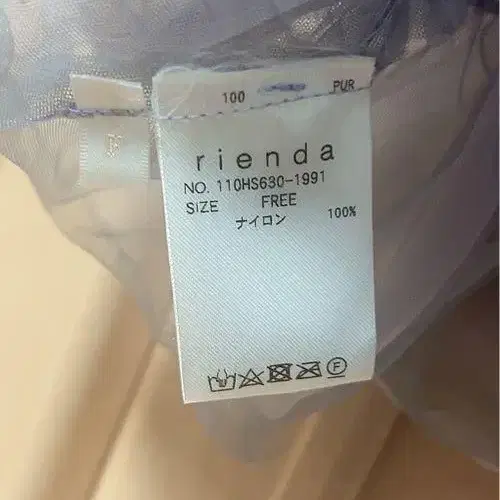 100 PUR
rienda
NO. 110HS630-1991
SIZE FREE
ナイロン 100%
F